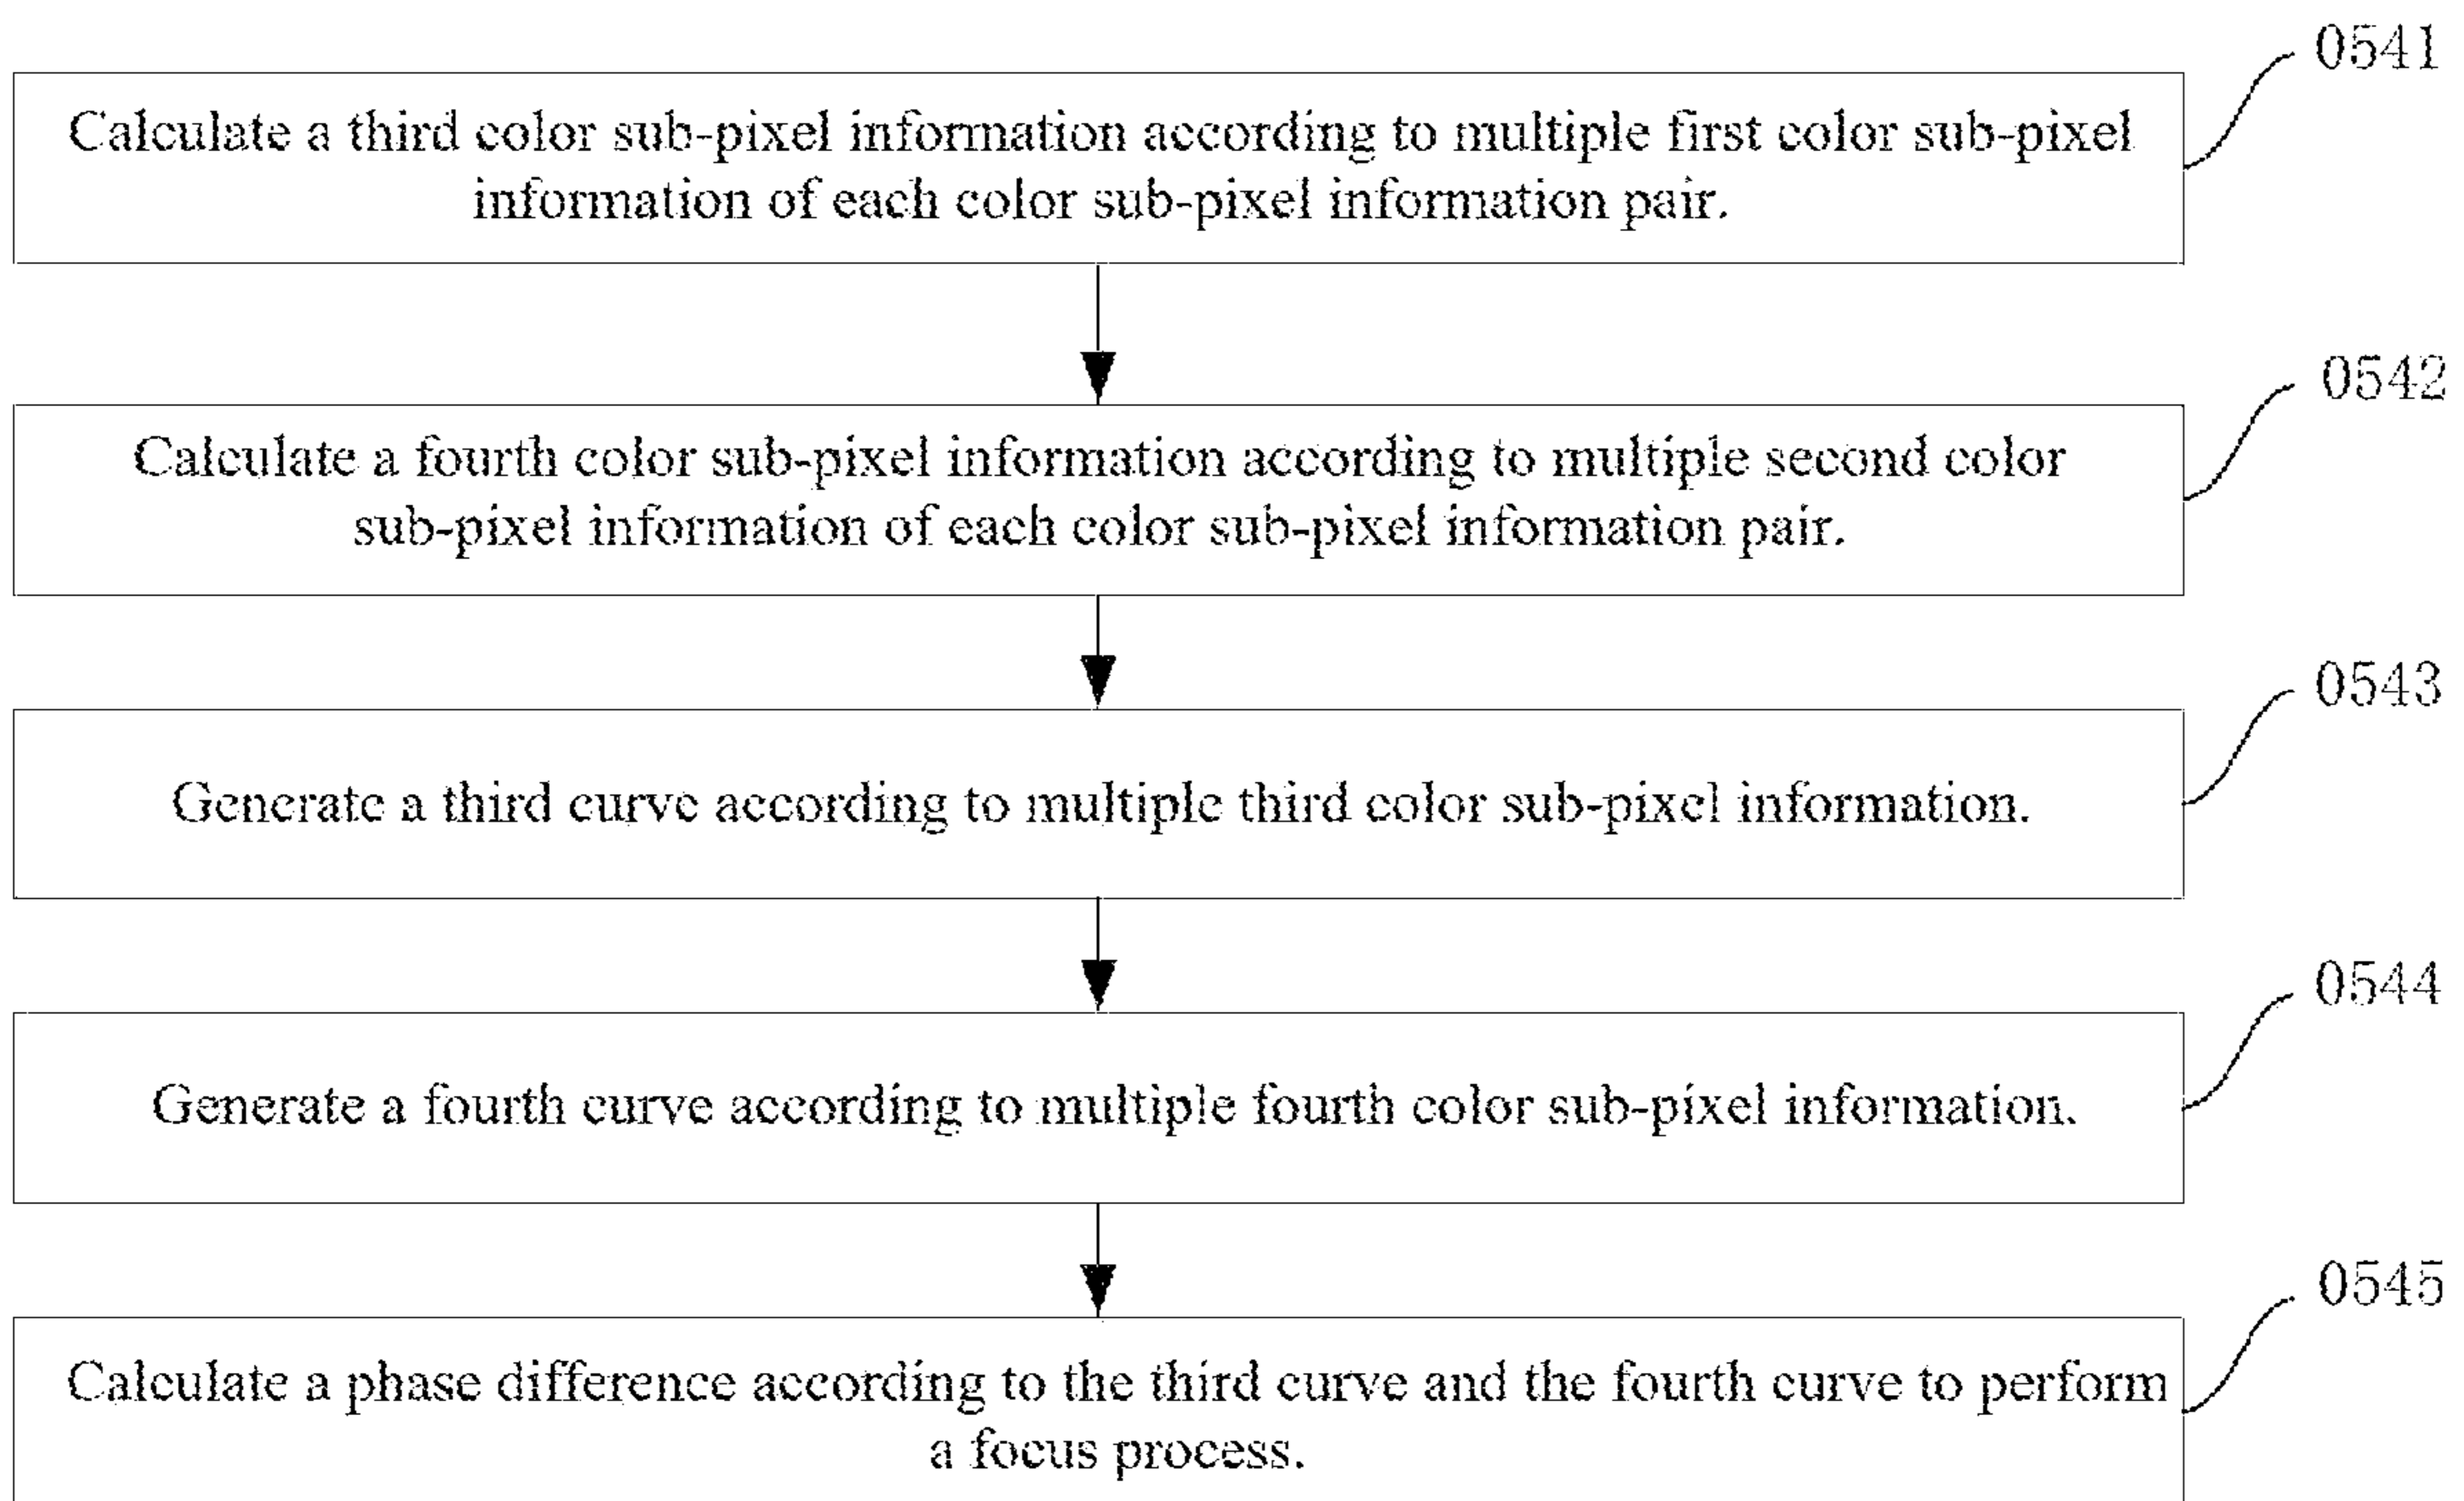 0541
Calculate a third color sub-pixel information according to multiple first color sub-pixel
information of each color sub-pixel information pair.
0542
Calculate a fourth color sub-pixel information according to multiple second color
sub-pixel information of each color sub-pixel information pair.
0543
Generate a third curve according to multiple third color sub-pixel information.
0544
Generate a fourth curve according to multiple fourth color sub-pixel information.
0545
Calculate a phase difference according to the third curve and the fourth curve to perform
a focus process.